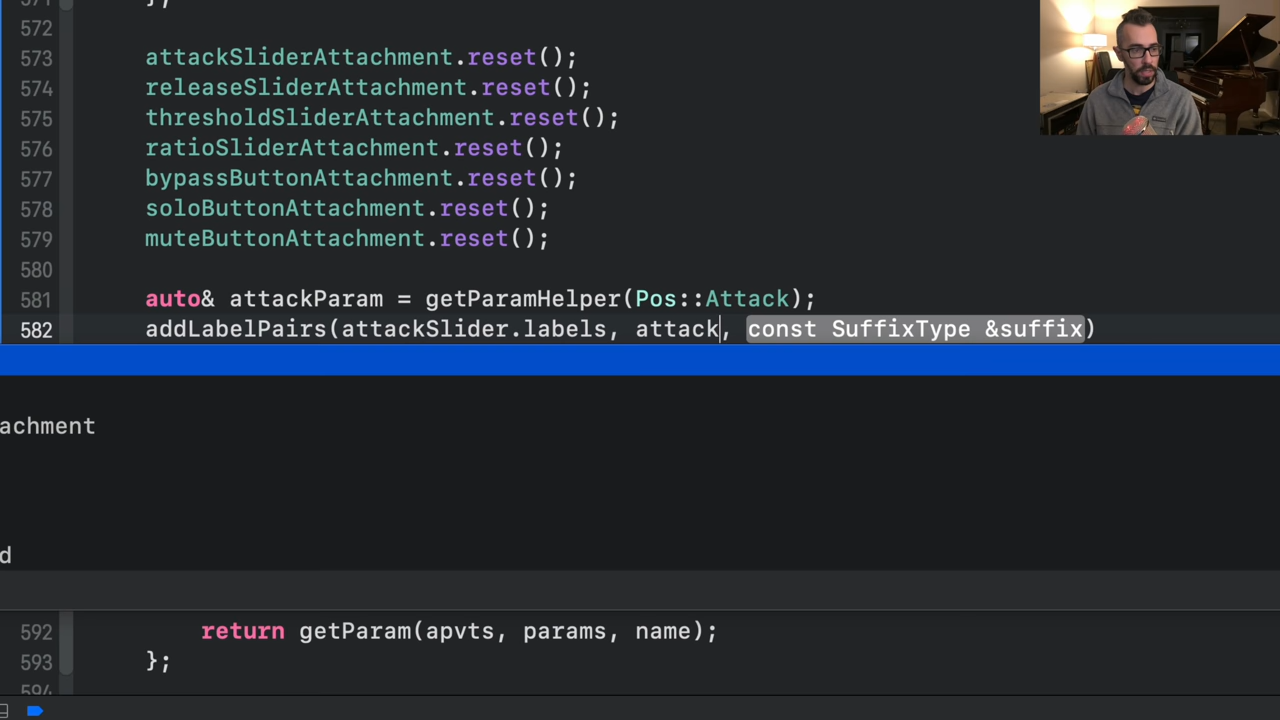 571 };
572
573 attackSliderAttachment.reset();
574 releaseSliderAttachment.reset();
575 thresholdSliderAttachment.reset();
576 ratioSliderAttachment.reset();
577 bypassButtonAttachment.reset();
578 soloButtonAttachment.reset();
579 muteButtonAttachment.reset();
580
581 auto& attackParam = getParamHelper(Pos::Attack);
582 addLabelPairs(attackSlider.labels, attack, const SuffixType &suffix)
achment
d
592 return getParam(apvts, params, name);
593 };
594